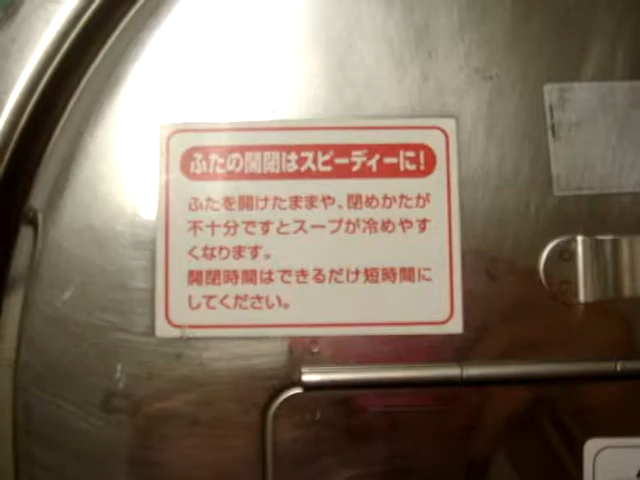 ふたの開閉はスピーディーに!
ふたを開けたままや、閉めかたが
不十分ですとスープが冷めやす
くなります。
開閉時間はできるだけ短時間に
してください。